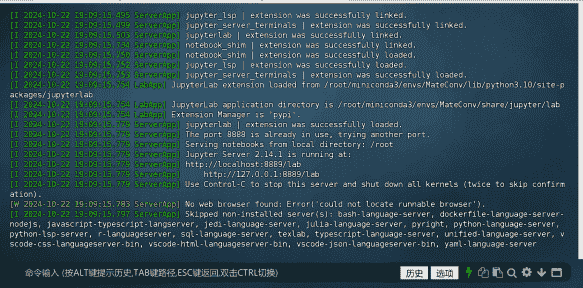 [I 2024-10-22 19:09:15.495 ServerApp] jupyter_lsp | extension was successfully linked.
[I 2024-10-22 19:09:15.499 ServerApp] jupyter_server_terminals | extension was successfully linked.
[I 2024-10-22 19:09:15.503 ServerApp] jupyterlab | extension was successfully linked.
[I 2024-10-22 19:09:15 ServerApp] notebook_shim | extension was successfully linked.
[I 2024-10-22 19:09:15 ServerApp] notebook_shim | extension was successfully loaded.
[I 2024-10-22 19:09:15 ServerApp] jupyter_lsp | extension was successfully loaded.
[I 2024-10-22 19:09:15.753 ServerApp] jupyter_server_terminals | extension was successfully loaded.
[I 2024-10-22 19:09:15.754 LabApp] JupyterLab extension loaded from /root/miniconda3/envs/MateConv/lib/python3.10/site-p
ackages/jupyterlab
[I 2024-10-22 19:09:15.754 LabApp] JupyterLab application directory is /root/miniconda3/envs/MateConv/share/jupyter/lab
[I 2024-10-22 19:09:15 LabApp] Extension Manager is 'pypi'.
[I 2024-10-22 19:09:15.779 ServerApp] jupyterlab | extension was successfully loaded.
[I 2024-10-22 19:09:15.779 ServerApp] The port 8888 is already in use, trying another port.
[I 2024-10-22 19:09:15.779 ServerApp] Serving notebooks from local directory: /root
[I 2024-10-22 19:09:15.779 ServerApp] Jupyter Server 2.14.1 is running at:
[I 2024-10-22 19:09:15.779 ServerApp] http://localhost:8889/lab
[I 2024-10-22 19:09:15.779 ServerApp] http://127.0.0.1:8889/lab
[I 2024-10-22 19:09:15.779 ServerApp] Use Control-C to stop this server and shut down all kernels (twice to skip confirm
ation).
[W 2024-10-22 19:09:15.783 ServerApp] No web browser found: Error('could not locate runnable browser').
[I 2024-10-22 19:09:15.797 ServerApp] Skipped non-installed server(s): bash-language-server, dockerfile-language-server-
nodejs, javascript-typescript-langserver, jedi-language-server, julia-language-server, pyright, python-language-server,
python-lsp-server, r-languageserver, sql-language-server, texlab, typescript-language-server, unified-language-server, v
scode-css-languageserver-bin, vscode-html-languageserver-bin, vscode-json-languageserver-bin, yaml-language-server
命令输入 (按ALT键提示历史,TAB键路径,ESC键返回,双击CTRL切换) 历史 选项